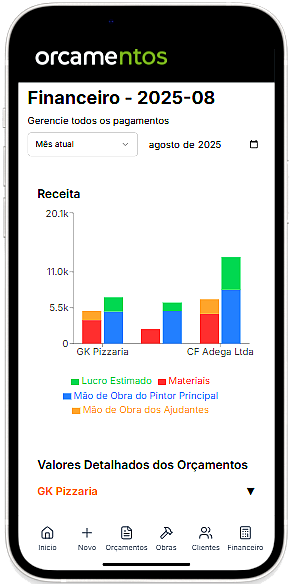 orcamentos
Financeiro - 2025-08
Gerencie todos os pagamentos
Mês atual
agosto de 2025
Receita
20.1k
11.0k
5.5k
0
GK Pizzaria CF Adega Ltda
Lucro Estimado Materiais
Mão de Obra do Pintor Principal
Mão de Obra dos Ajudantes
Valores Detalhados dos Orçamentos
GK Pizzaria ▼
Início Novo Orçamentos Obras Clientes Financeiro